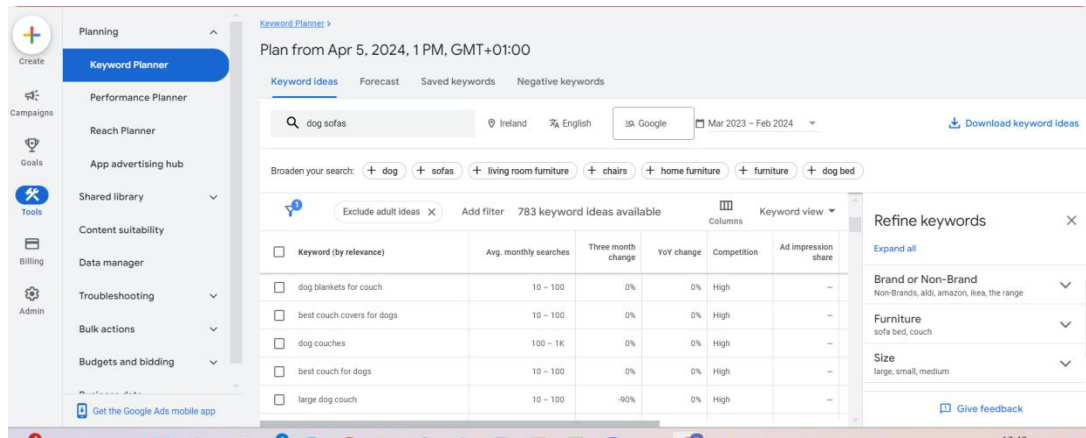 Create
Campaigns
Goals
Tools
Billing
Admin
Planning
Keyword Planner
Performance Planner
Reach Planner
App advertising hub
Shared library
Content suitability
Data manager
Troubleshooting
Bulk actions
Budgets and bidding
Get the Google Ads mobile app
Keyword Planner >
Plan from Apr 5, 2024, 1 PM, GMT+01:00
Keyword ideas Forecast Saved keywords Negative keywords
dog sofas Ireland English Google Mar 2023 – Feb 2024 Download keyword ideas
Broaden your search: + dog + sofas + living room furniture + chairs + home furniture + furniture + dog bed
1 Exclude adult ideas X Add filter 783 keyword ideas available Columns Keyword view
Keyword (by relevance) Avg. monthly searches Three month change YoY change Competition Ad impression share
dog blankets for couch 10 – 100 0% 0% High –
best couch covers for dogs 10 – 100 0% 0% High –
dog couches 100 – 1K 0% 0% High –
best couch for dogs 10 – 100 0% 0% High –
large dog couch 10 – 100 -90% 0% High –
Refine keywords
Expand all
Brand or Non-Brand
Non-Brands, aldi, amazon, ikea, the range
Furniture
sofa bed, couch
Size
large, small, medium
Give feedback